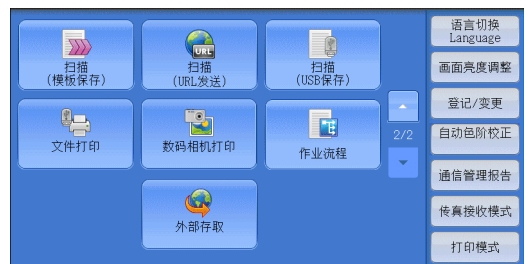 扫描
(模板保存)
URL
扫描
(URL发送)
扫描
(USB保存)
文件打印
数码相机打印
作业流程
外部存取
2/2
语言切换
Language
画面亮度调整
登记/变更
自动色阶校正
通信管理报告
传真接收模式
打印模式